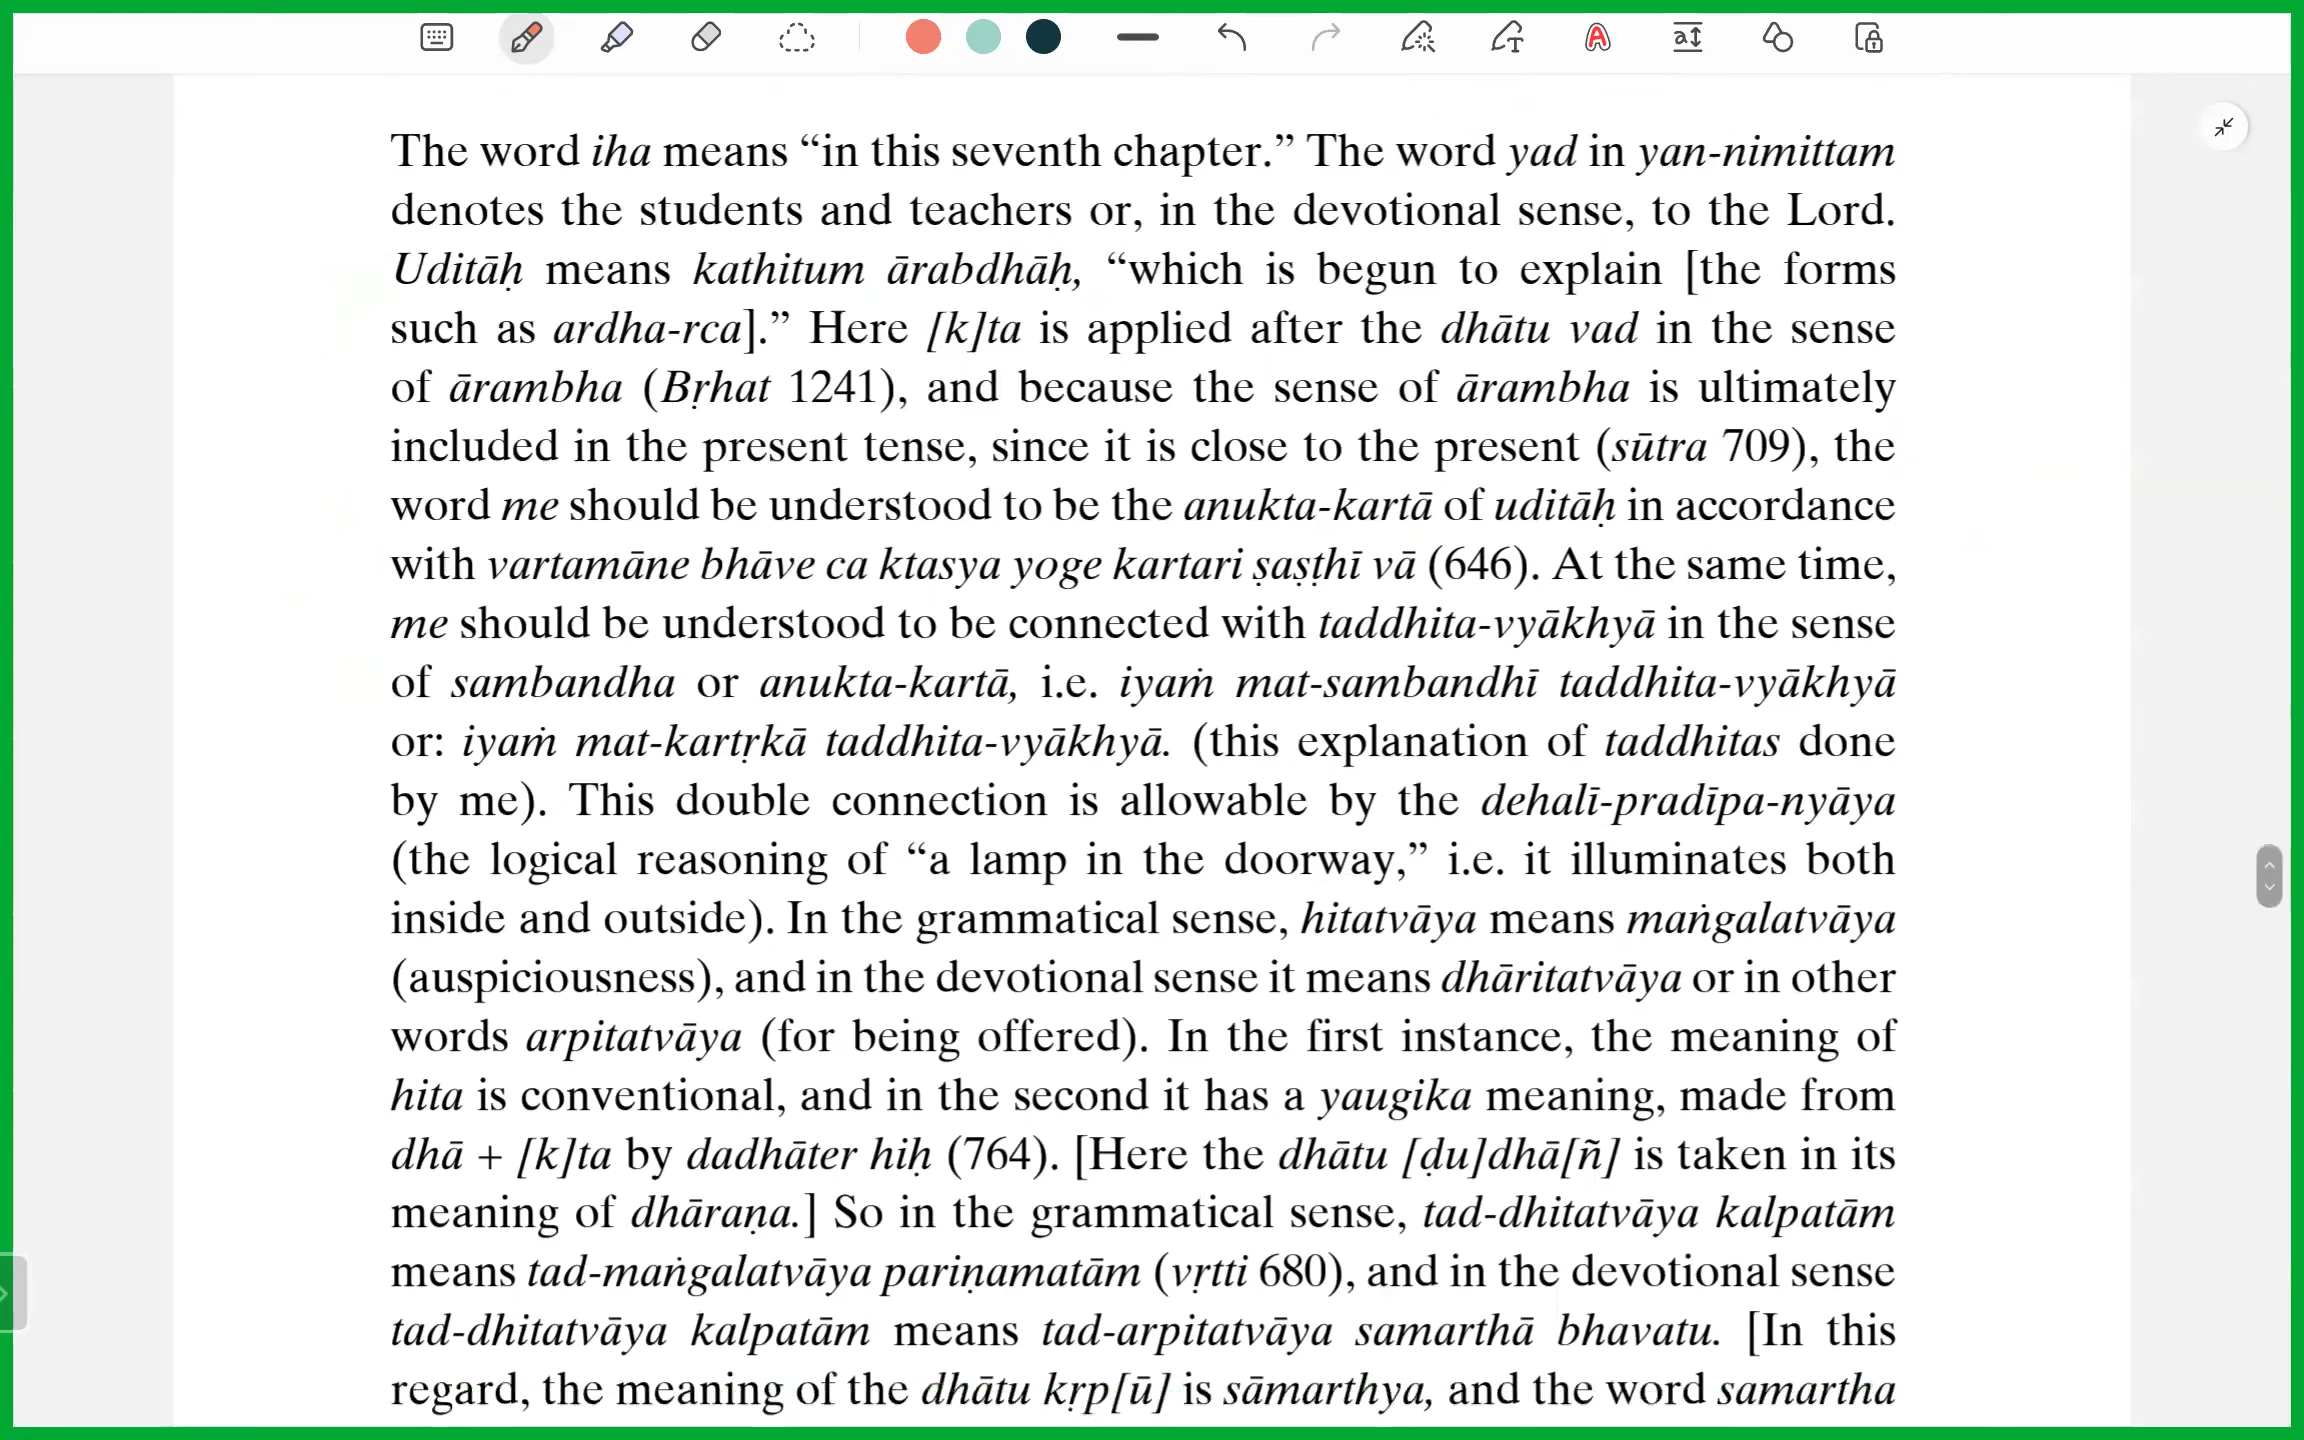 The word iha means “in this seventh chapter.” The word yad in yan-nimittam
denotes the students and teachers or, in the devotional sense, to the Lord.
Uditāḥ means kathitum ārabdhāḥ, “which is begun to explain [the forms
such as ardha-rca].” Here [k]ta is applied after the dhātu vad in the sense
of ārambha (Bṛhat 1241), and because the sense of ārambha is ultimately
included in the present tense, since it is close to the present (sūtra 709), the
word me should be understood to be the anukta-kartā of uditāḥ in accordance
with vartamāne bhāve ca ktasya yoge kartari ṣaṣṭhī vā (646). At the same time,
me should be understood to be connected with taddhita-vyākhyā in the sense
of sambandha or anukta-kartā, i.e. iyaṁ mat-sambandhī taddhita-vyākhyā
or: iyaṁ mat-kartṛkā taddhita-vyākhyā. (this explanation of taddhitas done
by me). This double connection is allowable by the dehalī-pradīpa-nyāya
(the logical reasoning of “a lamp in the doorway,” i.e. it illuminates both
inside and outside). In the grammatical sense, hitatvāya means maṅgalatvāya
(auspiciousness), and in the devotional sense it means dhāritatvāya or in other
words arpitatvāya (for being offered). In the first instance, the meaning of
hita is conventional, and in the second it has a yaugika meaning, made from
dhā + [k]ta by dadhāter hiḥ (764). [Here the dhātu [ḍu]dhā[ñ] is taken in its
meaning of dhāraṇa.] So in the grammatical sense, tad-dhitatvāya kalpatām
means tad-maṅgalatvāya pariṇamatām (vṛtti 680), and in the devotional sense
tad-dhitatvāya kalpatām means tad-arpitatvāya samarthā bhavatu. [In this
regard, the meaning of the dhātu kṛp[ū] is sāmarthya, and the word samartha